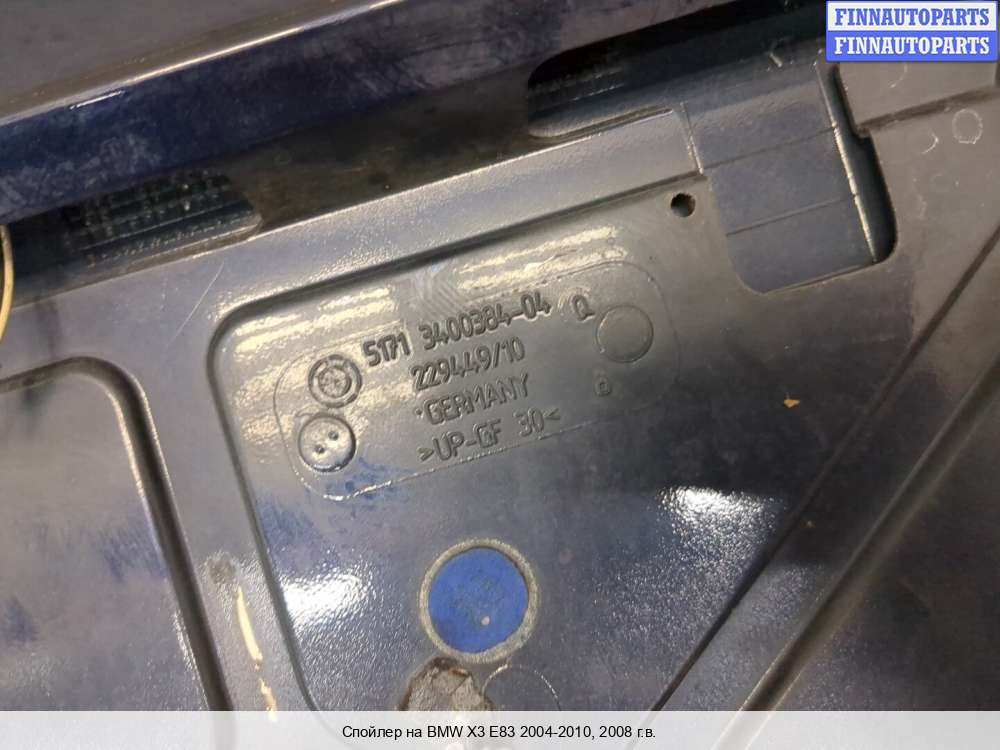 FINNAUTOPARTS
FINNAUTOPARTS
5171 3400384-04
229449/10
GERMANY
>UP-GF 30<
Спойлер на BMW X3 E83 2004-2010, 2008 г.в.